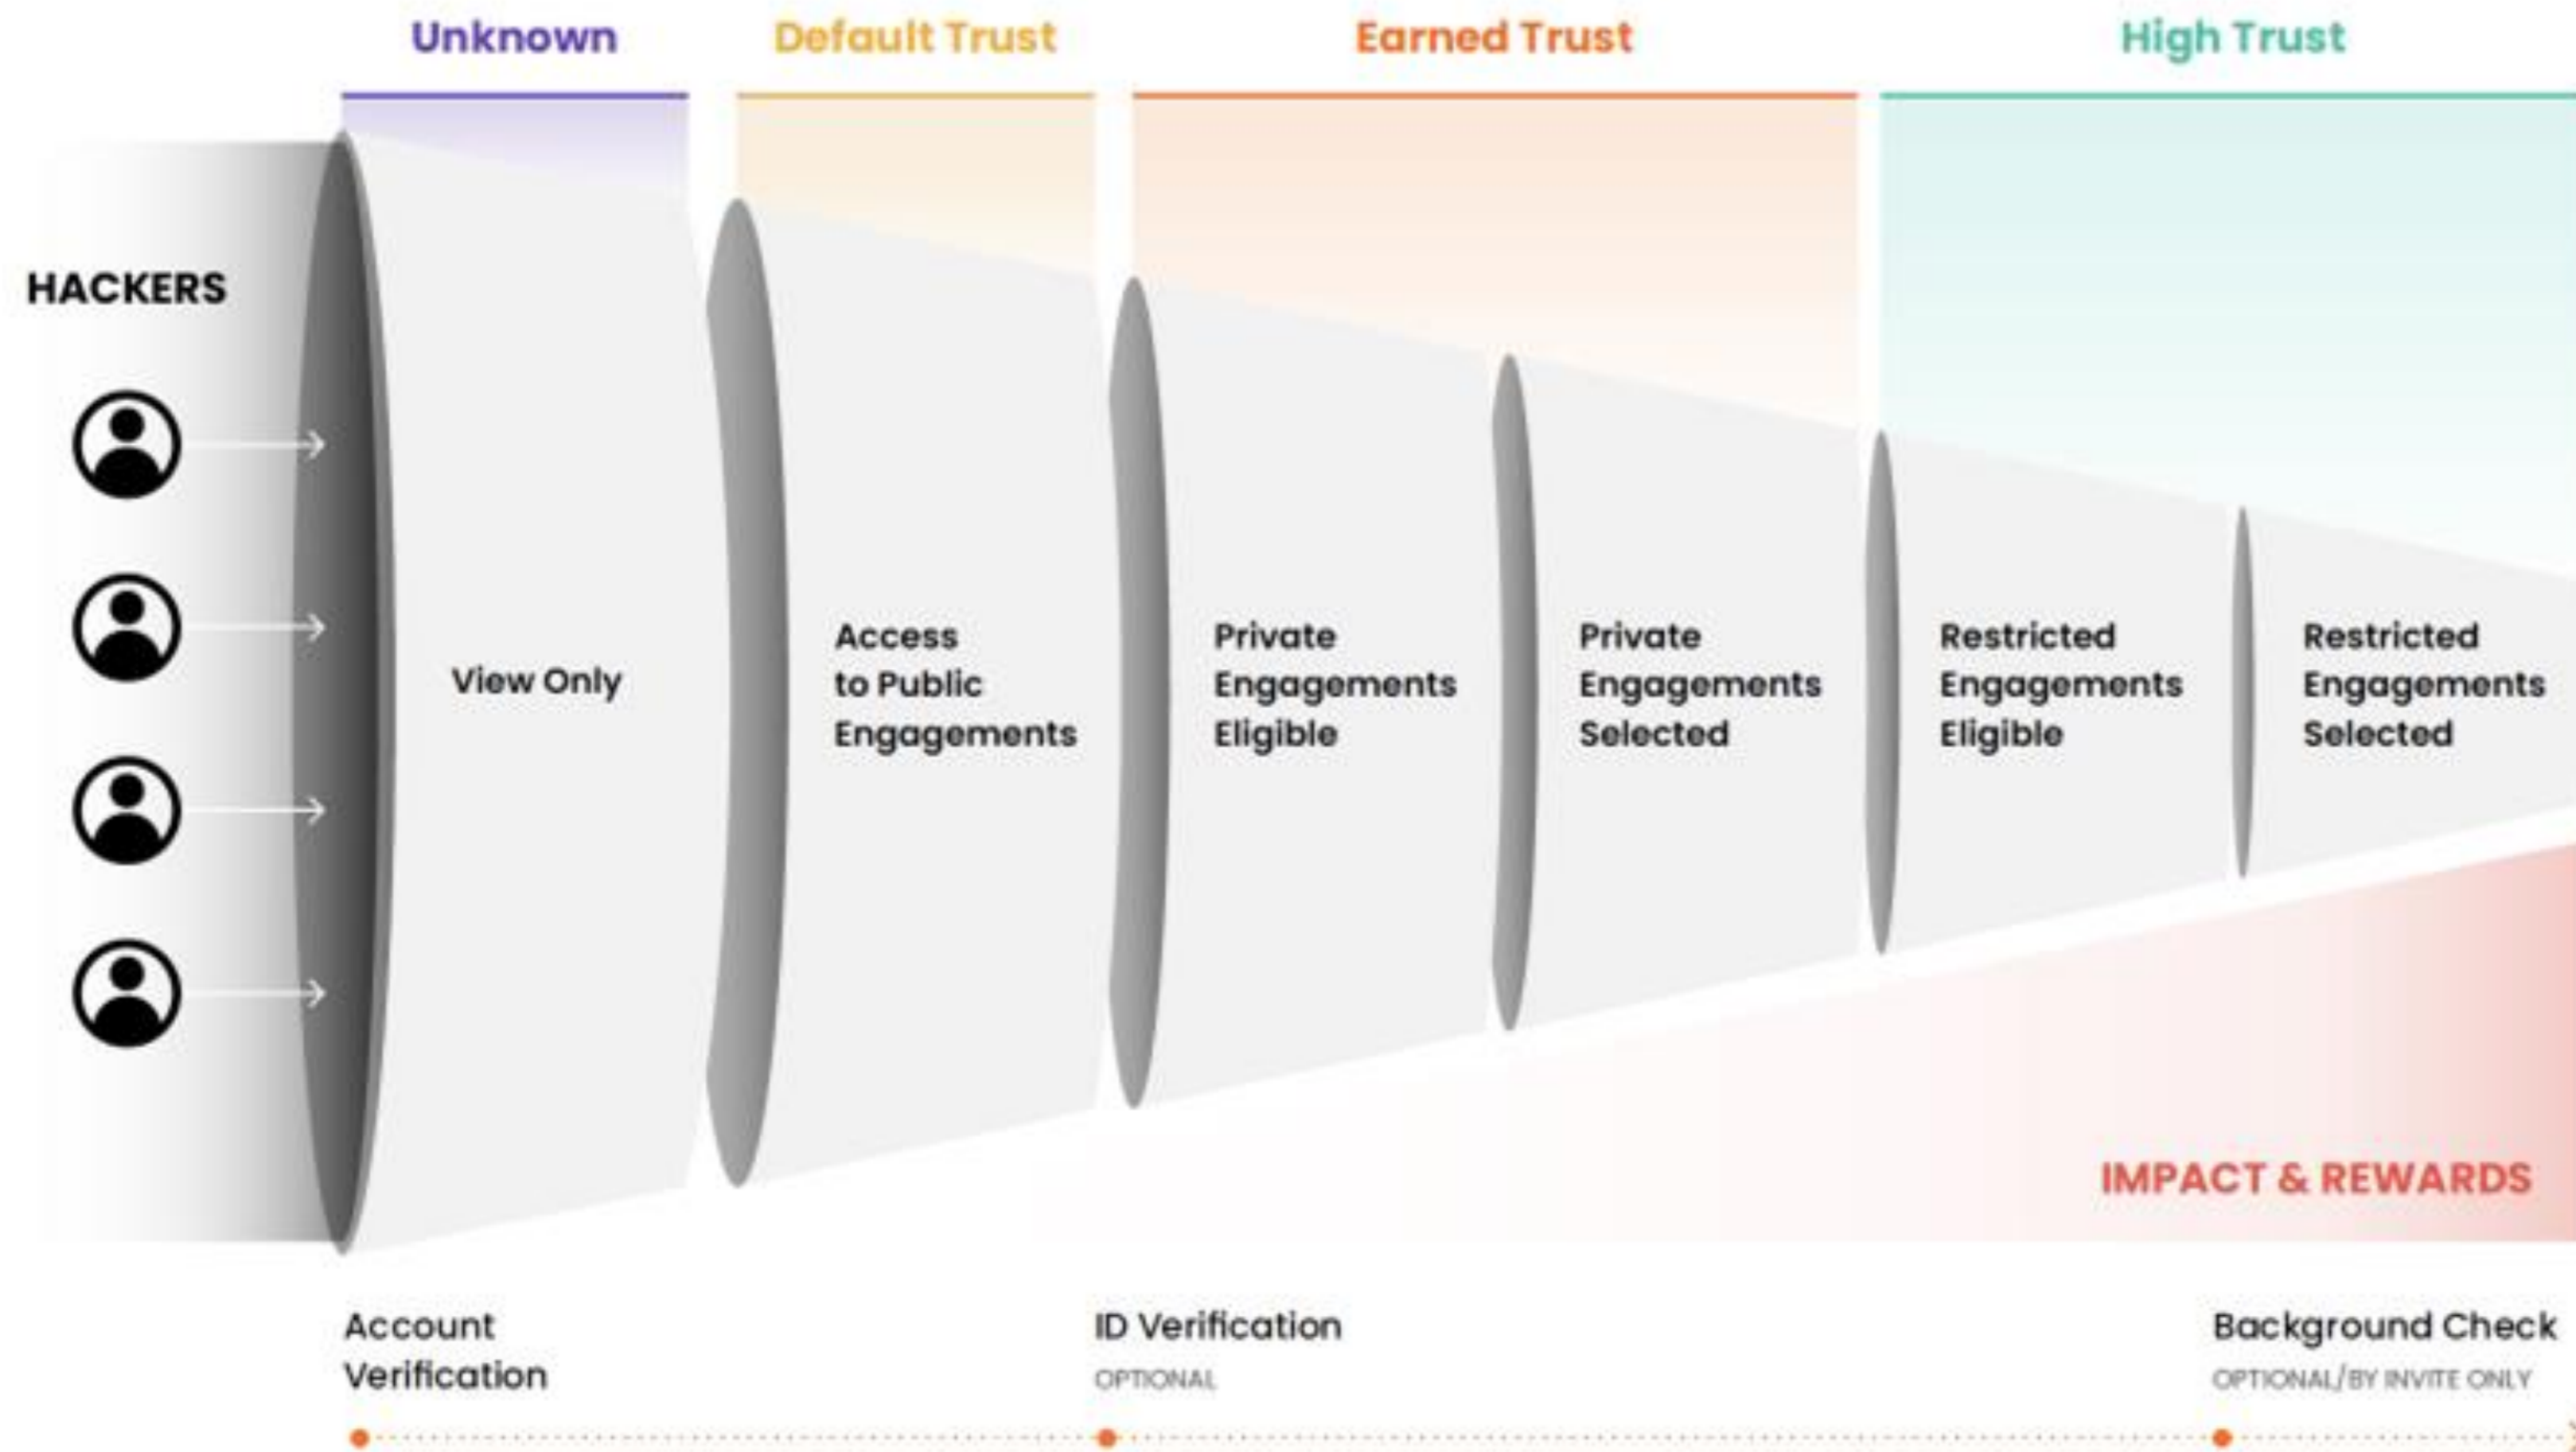 Unknown
Default Trust
Earned Trust
High Trust
HACKERS
View Only
Access
to Public
Engagements
Private
Engagements
Eligible
Private
Engagements
Selected
Restricted
Engagements
Eligible
Restricted
Engagements
Selected
IMPACT & REWARDS
Account
Verification
ID Verification
OPTIONAL
Background Check
OPTIONAL/BY INVITE ONLY